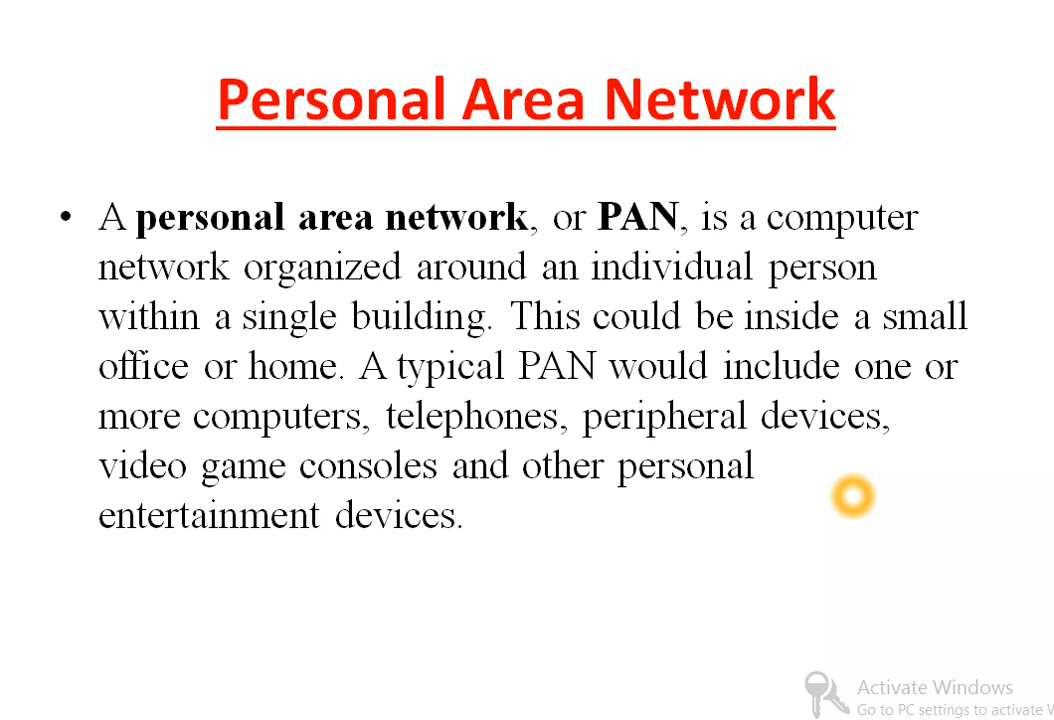 Personal Area Network
• A personal area network, or PAN, is a computer
network organized around an individual person
within a single building. This could be inside a small
office or home. A typical PAN would include one or
more computers, telephones, peripheral devices,
video game consoles and other personal
entertainment devices.
Activate Windows
Go to PC settings to activate W